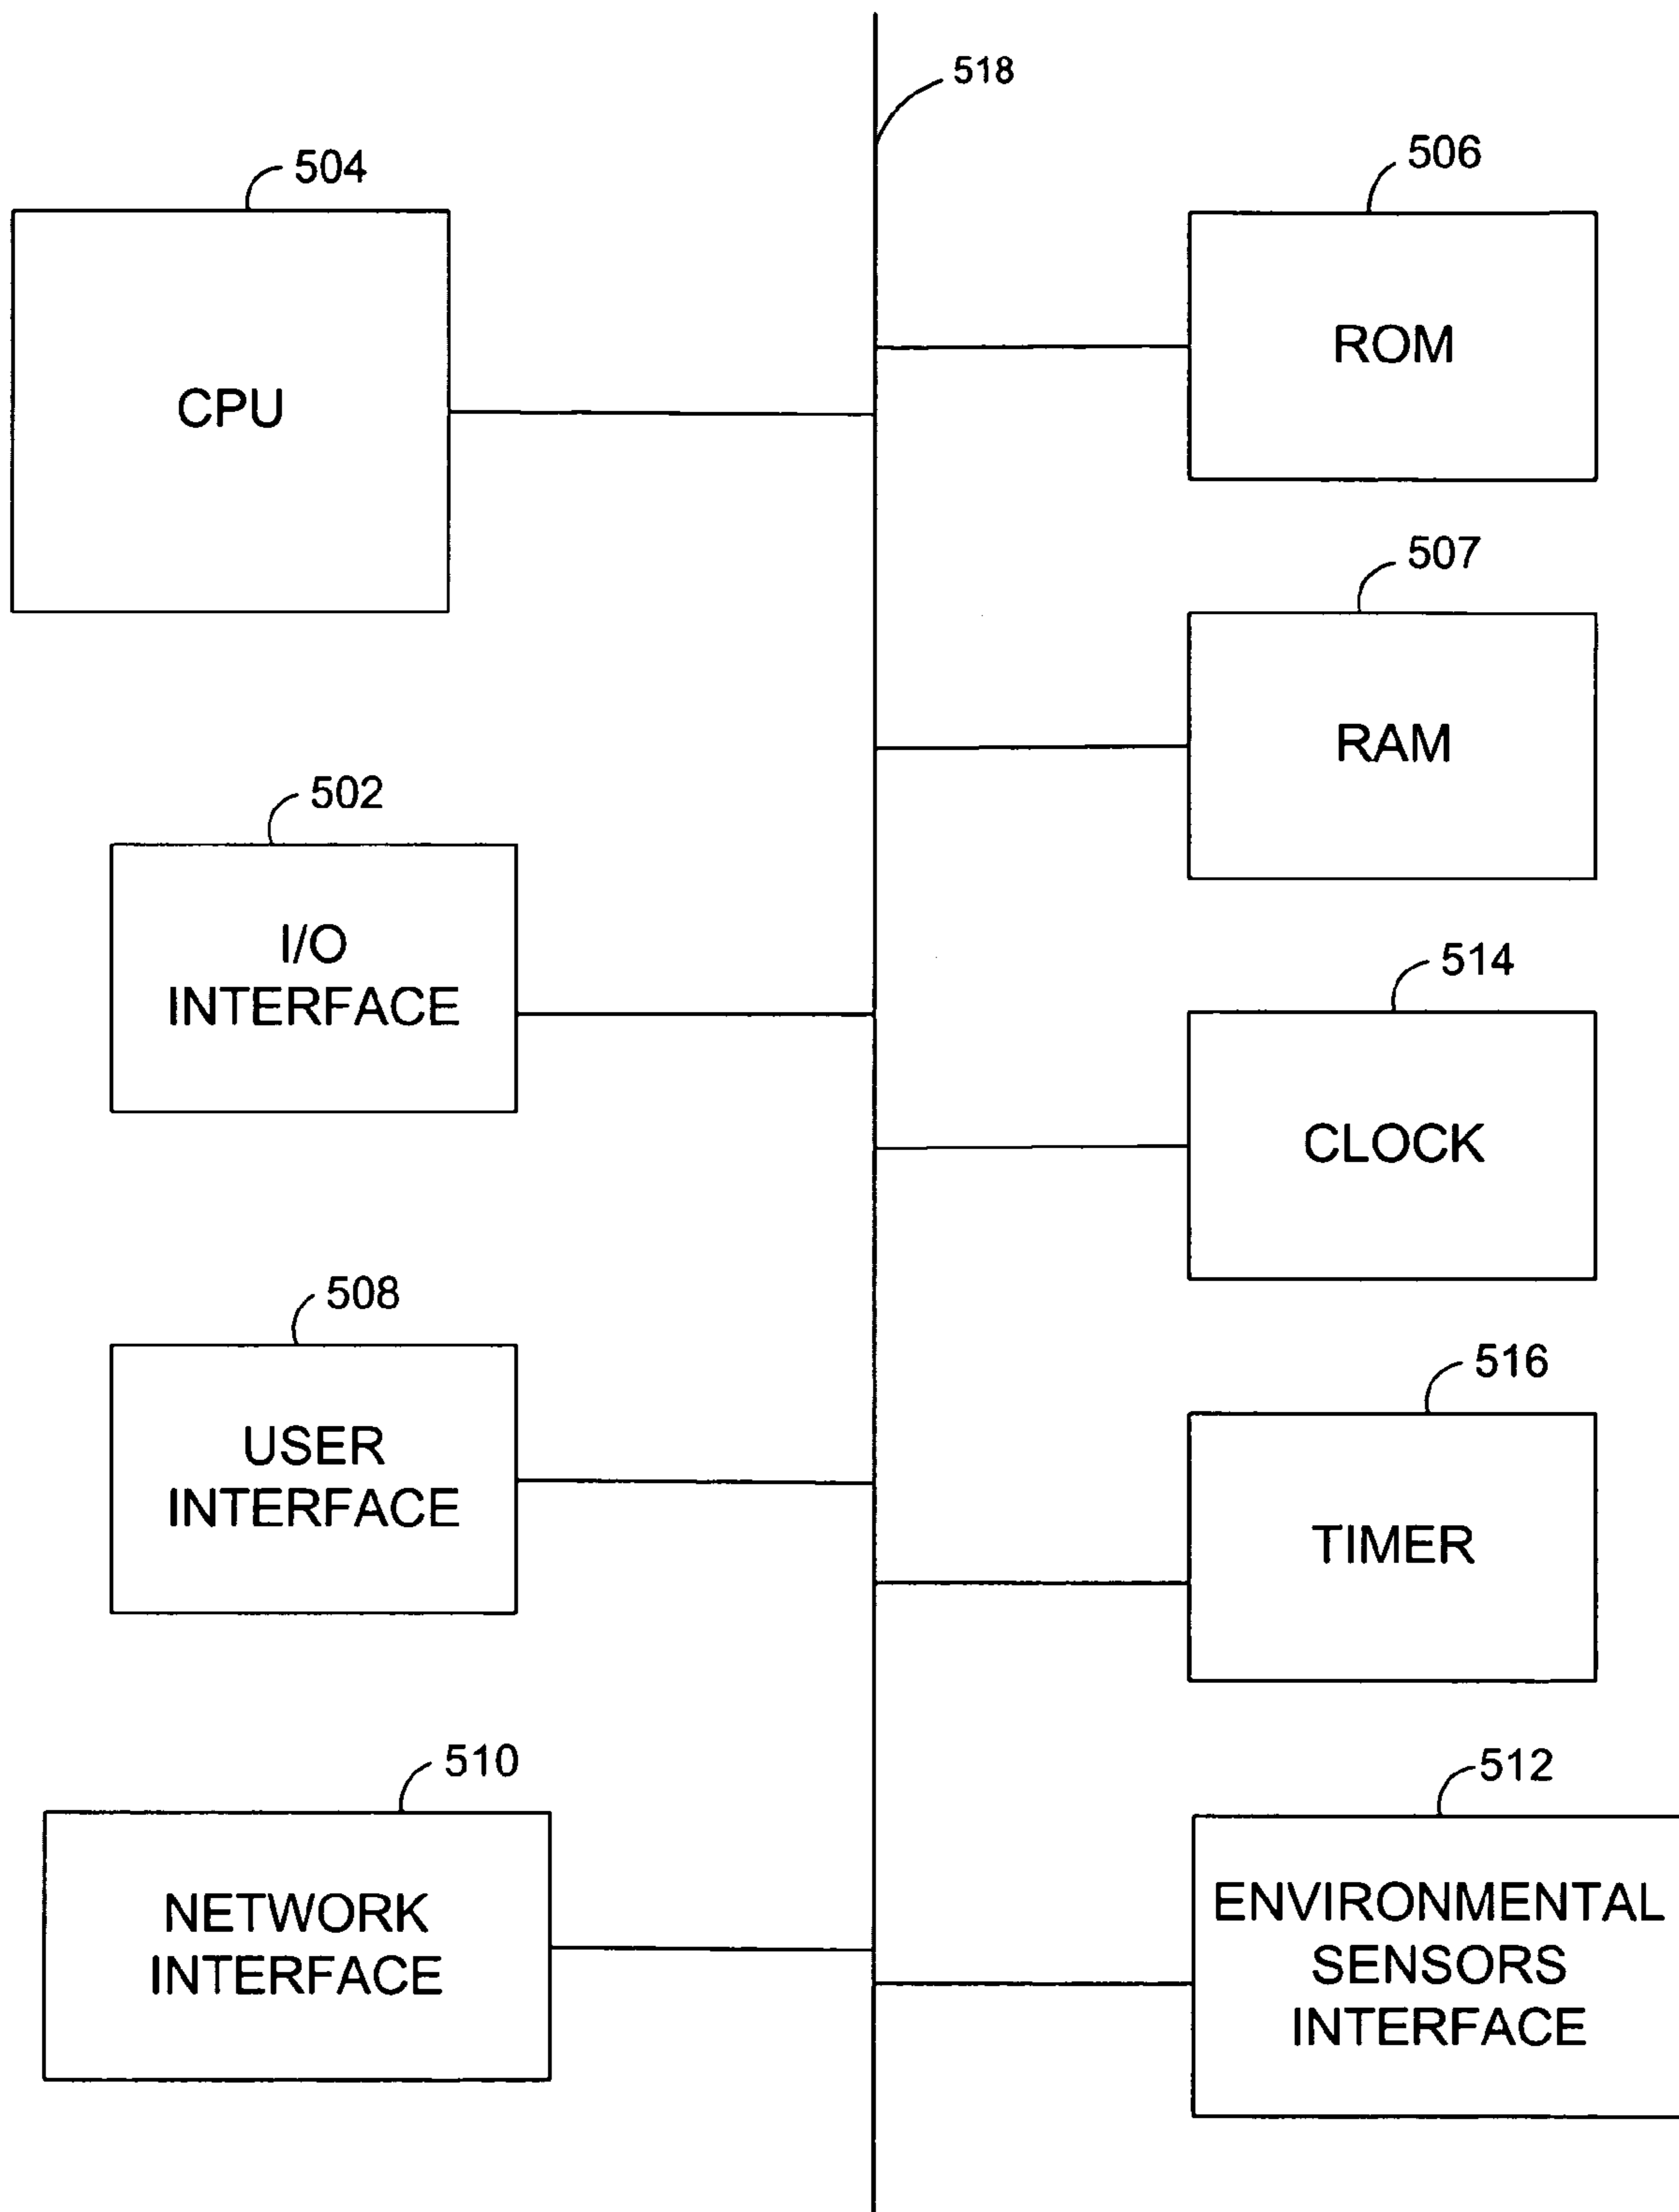 518
504
CPU
506
ROM
507
RAM
502
I/O
INTERFACE
514
CLOCK
508
USER
INTERFACE
516
TIMER
510
NETWORK
INTERFACE
512
ENVIRONMENTAL
SENSORS
INTERFACE